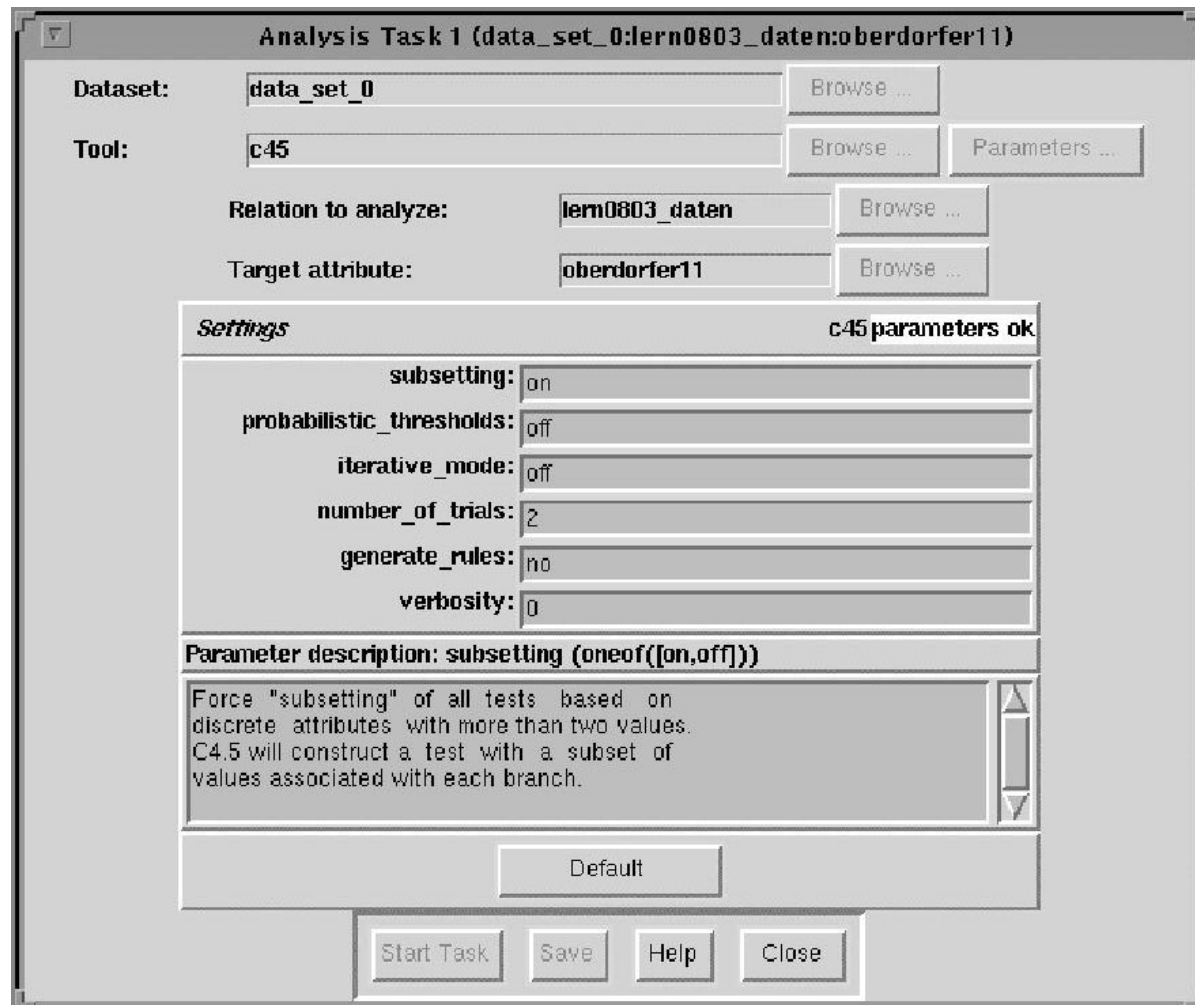 Analysis Task 1 (data_set_0:lern0803_daten:oberdorfer11)
Dataset: data_set_0 Browse ...
Tool: c45 Browse ... Parameters ...
Relation to analyze: lern0803_daten Browse ...
Target attribute: oberdorfer11 Browse ...
Settings c45 parameters ok
subsetting: on
probabilistic_thresholds: off
iterative_mode: off
number_of_trials: 2
generate_rules: no
verbosity: 0
Parameter description: subsetting (oneof([on,off]))
Force "subsetting" of all tests based on
discrete attributes with more than two values.
C4.5 will construct a test with a subset of
values associated with each branch.
Default
Start Task Save Help Close